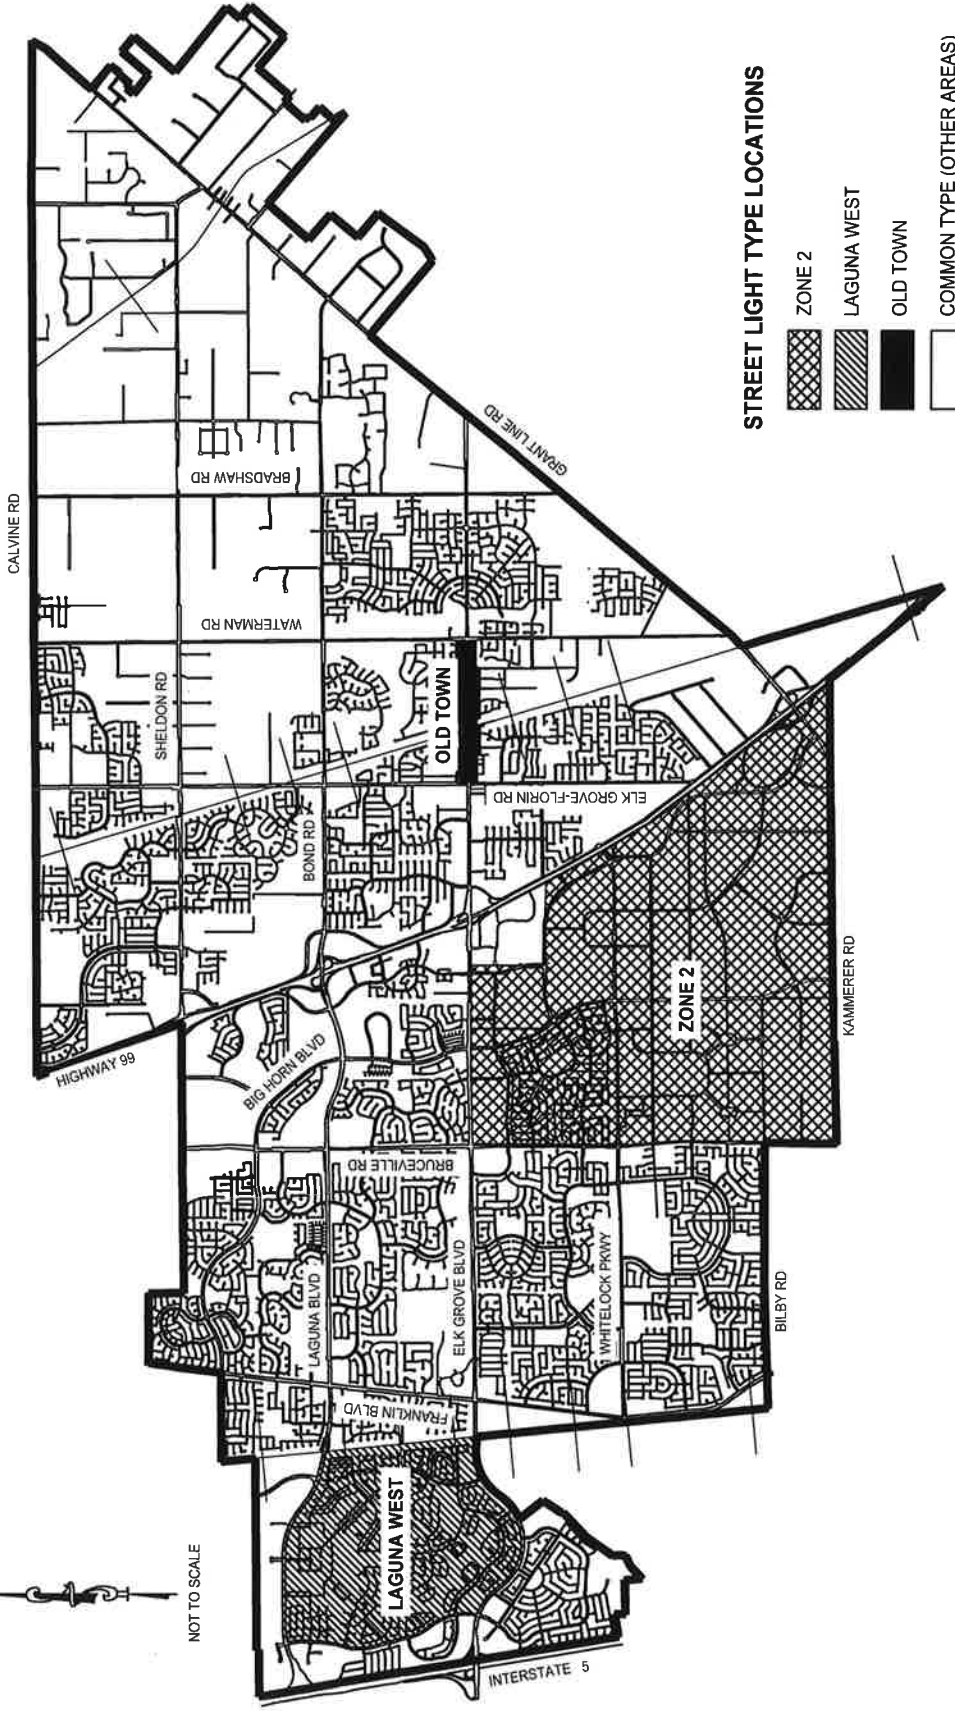 CALVINE RD
HIGHWAY 99
SHELDON RD
WATERMAN RD
BRADSHAW RD
GRANT LINE RD
BIG HORN BLVD
BOND RD
LAGUNA BLVD
BRUCEVILLE RD
FRANKLIN BLVD
ELK GROVE BLVD
ELK GROVE-FLORIN RD
OLD TOWN
LAGUNA WEST
ZONE 2
WHITELOCK PKWY
BILBY RD
KAMMERER RD
INTERSTATE 5
NOT TO SCALE
STREET LIGHT TYPE LOCATIONS
ZONE 2
LAGUNA WEST
OLD TOWN
COMMON TYPE (OTHER AREAS)